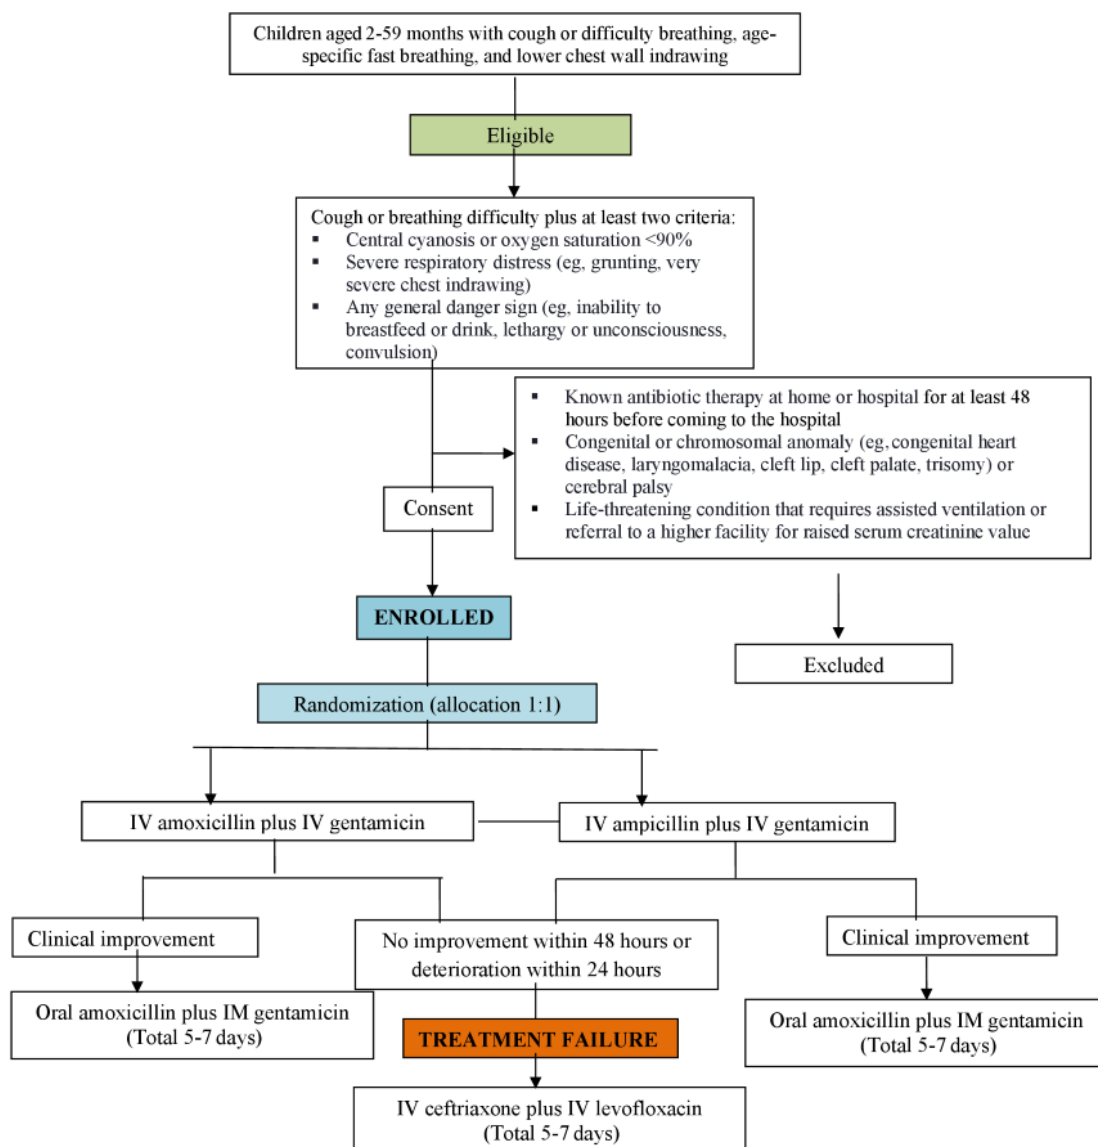 Children aged 2-59 months with cough or difficulty breathing, age-
specific fast breathing, and lower chest wall indrawing
Eligible
Cough or breathing difficulty plus at least two criteria:
▪ Central cyanosis or oxygen saturation <90%
▪ Severe respiratory distress (eg, grunting, very
severe chest indrawing)
▪ Any general danger sign (eg, inability to
breastfeed or drink, lethargy or unconsciousness,
convulsion)
▪ Known antibiotic therapy at home or hospital for at least 48
hours before coming to the hospital
▪ Congenital or chromosomal anomaly (eg, congenital heart
disease, laryngomalacia, cleft lip, cleft palate, trisomy) or
cerebral palsy
▪ Life-threatening condition that requires assisted ventilation or
referral to a higher facility for raised serum creatinine value
Consent
ENROLLED
Excluded
Randomization (allocation 1:1)
IV amoxicillin plus IV gentamicin
IV ampicillin plus IV gentamicin
Clinical improvement
No improvement within 48 hours or
deterioration within 24 hours
Clinical improvement
Oral amoxicillin plus IM gentamicin
(Total 5-7 days)
TREATMENT FAILURE
Oral amoxicillin plus IM gentamicin
(Total 5-7 days)
IV ceftriaxone plus IV levofloxacin
(Total 5-7 days)